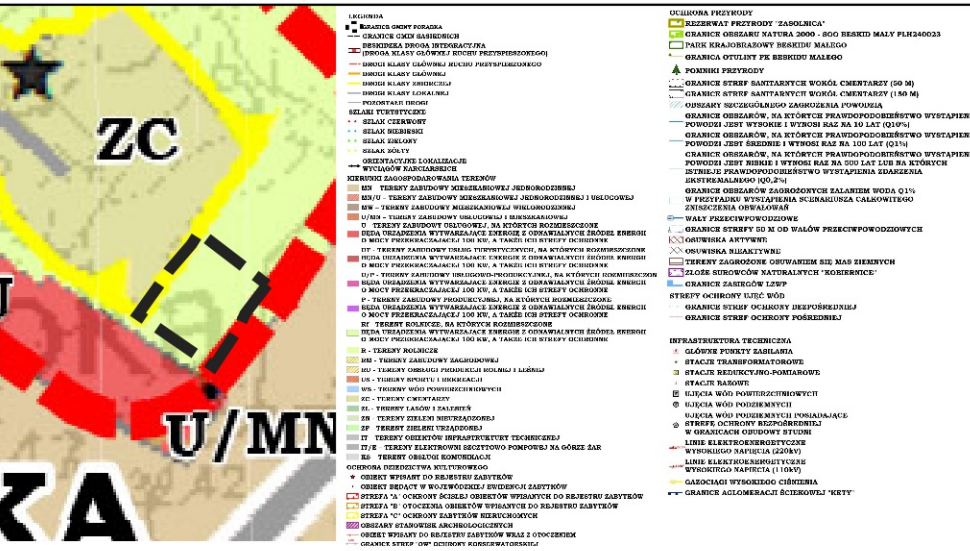 ZC
U/MN
KA
LEGENDA
GRANICE GMINY PORĄBKA
GRANICE GMIN SĄSIEDNICH
BESKIDZKA DROGA INTEGRACYJNA
(DROGA KLASY GŁÓWNEJ RUCHU PRZYSPIESZONEGO)
DROGI KLASY GŁÓWNEJ RUCHU PRZYSPIESZONEGO
DROGI KLASY GŁÓWNEJ
DROGI KLASY ZBIORCZEJ
DROGI KLASY LOKALNEJ
POZOSTAŁE DROGI
SZLAKI TURYSTYCZNE
SZLAK CZERWONY
SZLAK NIEBIESKI
SZLAK ZIELONY
SZLAK ŻÓŁTY
ORIENTACYJNE LOKALIZACJE
WYCIĄGÓW NARCIARSKICH
KIERUNKI ZAGOSPODAROWANIA TERENÓW
MN - TERENY ZABUDOWY MIESZKANIOWEJ JEDNORODZINNEJ
MN/U - TERENY ZABUDOWY MIESZKANIOWEJ JEDNORODZINNEJ I USŁUGOWEJ
MW - TERENY ZABUDOWY MIESZKANIOWEJ WIELORODZINNEJ
U/MN - TERENY ZABUDOWY USŁUGOWEJ I MIESZKANIOWEJ
U - TERENY ZABUDOWY USŁUGOWEJ, NA KTÓRYCH ROZMIESZCZONE
BĘDĄ URZĄDZENIA WYTWARZAJĄCE ENERGIĘ Z ODNAWIALNYCH ŹRÓDEŁ ENERGII
O MOCY PRZEKRACZAJĄCEJ 100 KW, A TAKŻE ICH STREFY OCHRONNE
UT - TERENY ZABUDOWY USŁUG TURYSTYCZNYCH, NA KTÓRYCH ROZMIESZCZONE
BĘDĄ URZĄDZENIA WYTWARZAJĄCE ENERGIĘ Z ODNAWIALNYCH ŹRÓDEŁ ENERGII
O MOCY PRZEKRACZAJĄCEJ 100 KW, A TAKŻE ICH STREFY OCHRONNE
U/P - TERENY ZABUDOWY USŁUGOWO-PRODUKCYJNEJ, NA KTÓRYCH ROZMIESZCZON
BĘDĄ URZĄDZENIA WYTWARZAJĄCE ENERGIĘ Z ODNAWIALNYCH ŹRÓDEŁ ENERGII
O MOCY PRZEKRACZAJĄCEJ 100 KW, A TAKŻE ICH STREFY OCHRONNE
P - TERENY ZABUDOWY PRODUKCYJNEJ, NA KTÓRYCH ROZMIESZCZONE
BĘDĄ URZĄDZENIA WYTWARZAJĄCE ENERGIĘ Z ODNAWIALNYCH ŹRÓDEŁ ENERGII
O MOCY PRZEKRACZAJĄCEJ 100 KW, A TAKŻE ICH STREFY OCHRONNE
TERENY ROLNICZE, NA KTÓRYCH ROZMIESZCZONE
BĘDĄ URZĄDZENIA WYTWARZAJĄCE ENERGIĘ Z ODNAWIALNYCH ŹRÓDEŁ ENERGII
O MOCY PRZEKRACZAJĄCEJ 100 KW, A TAKŻE ICH STREFY OCHRONNE
R - TERENY ROLNICZE
RM - TERENY ZABUDOWY ZAGRODOWEJ
RU - TERENY OBSŁUGI PRODUKCJI ROLNEJ I LEŚNEJ
US - TERENY SPORTU I REKREACJI
WS - TERENY WÓD POWIERZCHNIOWYCH
ZC - TERENY CMENTARZY
ZL - TERENY LASÓW I ZALESIEŃ
ZN - TERENY ZIELENI NIEURZĄDZONEJ
ZP - TERENY ZIELENI URZĄDZONEJ
IT - TERENY OBIEKTÓW INFRASTRUKTURY TECHNICZNEJ
IT/E - TERENY ELEKTROWNI SZCZYTOWO POMPOWEJ NA GÓRZE ŻAR
KS - TERENY OBSŁUGI KOMUNIKACJI
OCHRONA DZIEDZICTWA KULTUROWEGO
OBIEKT WPISANY DO REJESTRU ZABYTKÓW
OBIEKT BĘDĄCY W WOJEWÓDZKIEJ EWIDENCJI ZABYTKÓW
STREFA "A" OCHRONY ŚCISŁEJ OBIEKTÓW WPISANYCH DO REJESTRU ZABYTKÓW
STREFA "B" OTOCZENIA OBIEKTÓW WPISANYCH DO REJESTRU ZABYTKÓW
STREFA "C" OCHRONY ZABYTKÓW NIERUCHOMYCH
OBSZARY STANOWISK ARCHEOLOGICZNYCH
OBIEKT WPISANY DO REJESTRU ZABYTKÓW WRAZ Z OTOCZENIEM
GRANICE STREF "OW" OCHRONY KONSERWATORSKIEJ
OCHRONA PRZYRODY
REZERWAT PRZYRODY "ZASOLNICA"
GRANICE OBSZARU NATURA 2000 - SOO BESKID MAŁY PLH240023
PARK KRAJOBRAZOWY BESKIDU MAŁEGO
GRANICA OTULINY PK BESKIDU MAŁEGO
POMNIKI PRZYRODY
GRANICE STREF SANITARNYCH WOKÓŁ CMENTARZY (50 M)
GRANICE STREF SANITARNYCH WOKÓŁ CMENTARZY (150 M)
OBSZARY SZCZEGÓLNEGO ZAGROŻENIA POWODZIĄ
GRANICE OBSZARÓW, NA KTÓRYCH PRAWDOPODOBIEŃSTWO WYSTĄPIEN
POWODZI JEST WYSOKIE I WYNOSI RAZ NA 10 LAT (Q10%)
GRANICE OBSZARÓW, NA KTÓRYCH PRAWDOPODOBIEŃSTWO WYSTĄPIEN
POWODZI JEST ŚREDNIE I WYNOSI RAZ NA 100 LAT (Q1%)
GRANICE OBSZARÓW, NA KTÓRYCH PRAWDOPODOBIEŃSTWO WYSTĄPIEN
POWODZI JEST NISKIE I WYNOSI RAZ NA 500 LAT LUB NA KTÓRYCH
ISTNIEJE PRAWDOPODOBIEŃSTWO WYSTĄPIENIA ZDARZENIA
EKSTREMALNEGO (Q0,2%)
GRANICE OBSZARÓW ZAGROŻONYCH ZALANIEM WODĄ Q1%
W PRZYPADKU WYSTĄPIENIA SCENARIUSZA CAŁKOWITEGO
ZNISZCZENIA OBWAŁOWAŃ
WAŁY PRZECIWPOWODZIOWE
GRANICE STREFY 50 M OD WAŁÓW PRZECIWPOWODZIOWYCH
OSUWISKA AKTYWNE
OSUWISKA NIEAKTYWNE
TERENY ZAGROŻONE OSUWANIEM SIĘ MAS ZIEMNYCH
ZŁOŻE SUROWCÓW NATURALNYCH "KOBIERNICE"
GRANICE ZASIĘGÓW LZWP
STREFY OCHRONY UJĘĆ WÓD
GRANICE STREF OCHRONY BEZPOŚREDNIEJ
GRANICE STREF OCHRONY POŚREDNIEJ
INFRASTRUKTURA TECHNICZNA
GŁÓWNE PUNKTY ZASILANIA
STACJE TRANSFORMATOROWE
STACJE REDUKCYJNO-POMIAROWE
STACJE BAZOWE
UJĘCIA WÓD POWIERZCHNIOWYCH
UJĘCIA WÓD PODZIEMNYCH
UJĘCIA WÓD PODZIEMNYCH POSIADAJĄCE
STREFĘ OCHRONY BEZPOŚREDNIEJ
W GRANICACH OBUDOWY STUDNI
LINIE ELEKTROENERGETYCZNE
WYSOKIEGO NAPIĘCIA (220kV)
LINIE ELEKTROENERGETYCZNE
WYSOKIEGO NAPIĘCIA (110kV)
GAZOCIĄGI WYSOKIEGO CIŚNIENIA
GRANICE AGLOMERACJI ŚCIEKOWEJ "KĘTY"